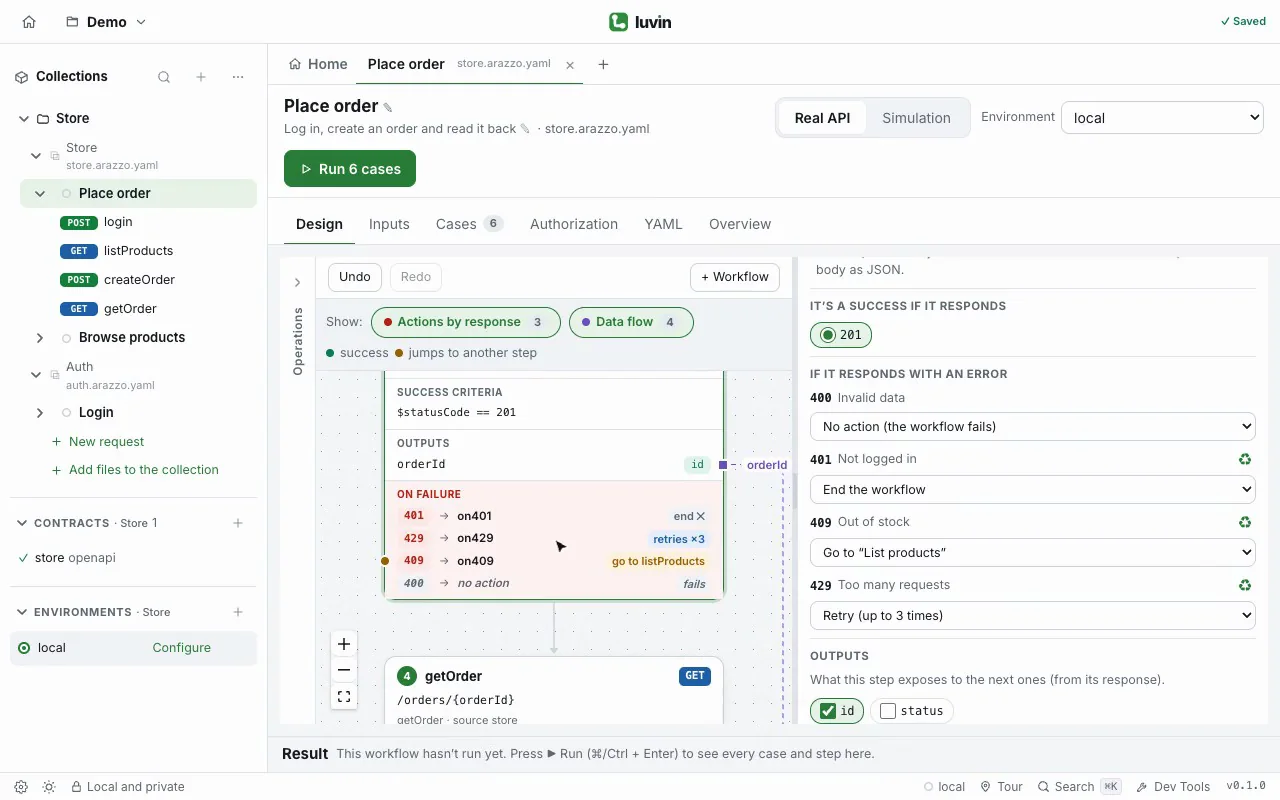 Demo
luvin
✓ Saved
Collections
Store
Store
store.arazzo.yaml
Place order
POST login
GET listProducts
POST createOrder
GET getOrder
Browse products
Auth
auth.arazzo.yaml
Login
+ New request
+ Add files to the collection
CONTRACTS · Store 1
✓ store openapi
ENVIRONMENTS · Store
local Configure
Home
Place order store.arazzo.yaml
Place order
Log in, create an order and read it back · store.arazzo.yaml
Real API Simulation
Environment local
Run 6 cases
Design Inputs Cases 6 Authorization YAML Overview
Operations
Undo Redo + Workflow
Show: Actions by response 3 Data flow 4
success jumps to another step
SUCCESS CRITERIA
$statusCode == 201
OUTPUTS
orderId id
orderId
ON FAILURE
401 → on401 end ×
429 → on429 retries ×3
409 → on409 go to listProducts
400 → no action fails
4 getOrder GET
/orders/{orderId}
getOrder · source store
body as JSON.
IT’S A SUCCESS IF IT RESPONDS
201
IF IT RESPONDS WITH AN ERROR
400 Invalid data
No action (the workflow fails)
401 Not logged in
End the workflow
409 Out of stock
Go to “List products”
429 Too many requests
Retry (up to 3 times)
OUTPUTS
What this step exposes to the next ones (from its response).
id status
Result This workflow hasn’t run yet. Press ▶ Run (⌘/Ctrl + Enter) to see every case and step here.
Local and private
local Tour Search ⌘K Dev Tools v0.1.0